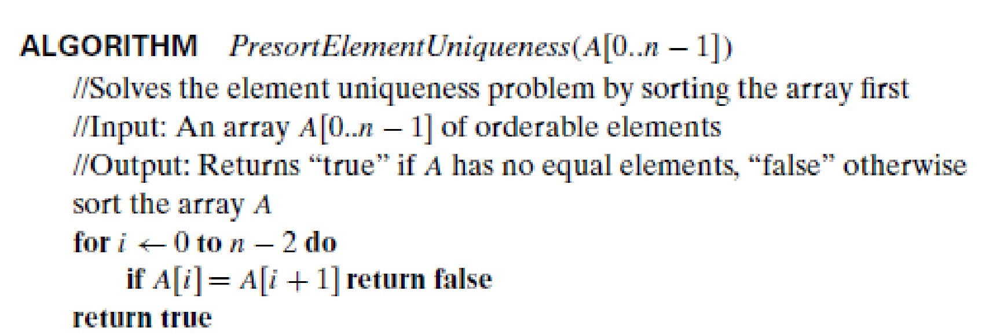 ALGORITHM PresortElementUniqueness(A[0..n − 1])
//Solves the element uniqueness problem by sorting the array first
//Input: An array A[0..n − 1] of orderable elements
//Output: Returns “true” if A has no equal elements, “false” otherwise
sort the array A
for i ← 0 to n − 2 do
if A[i] = A[i + 1] return false
return true